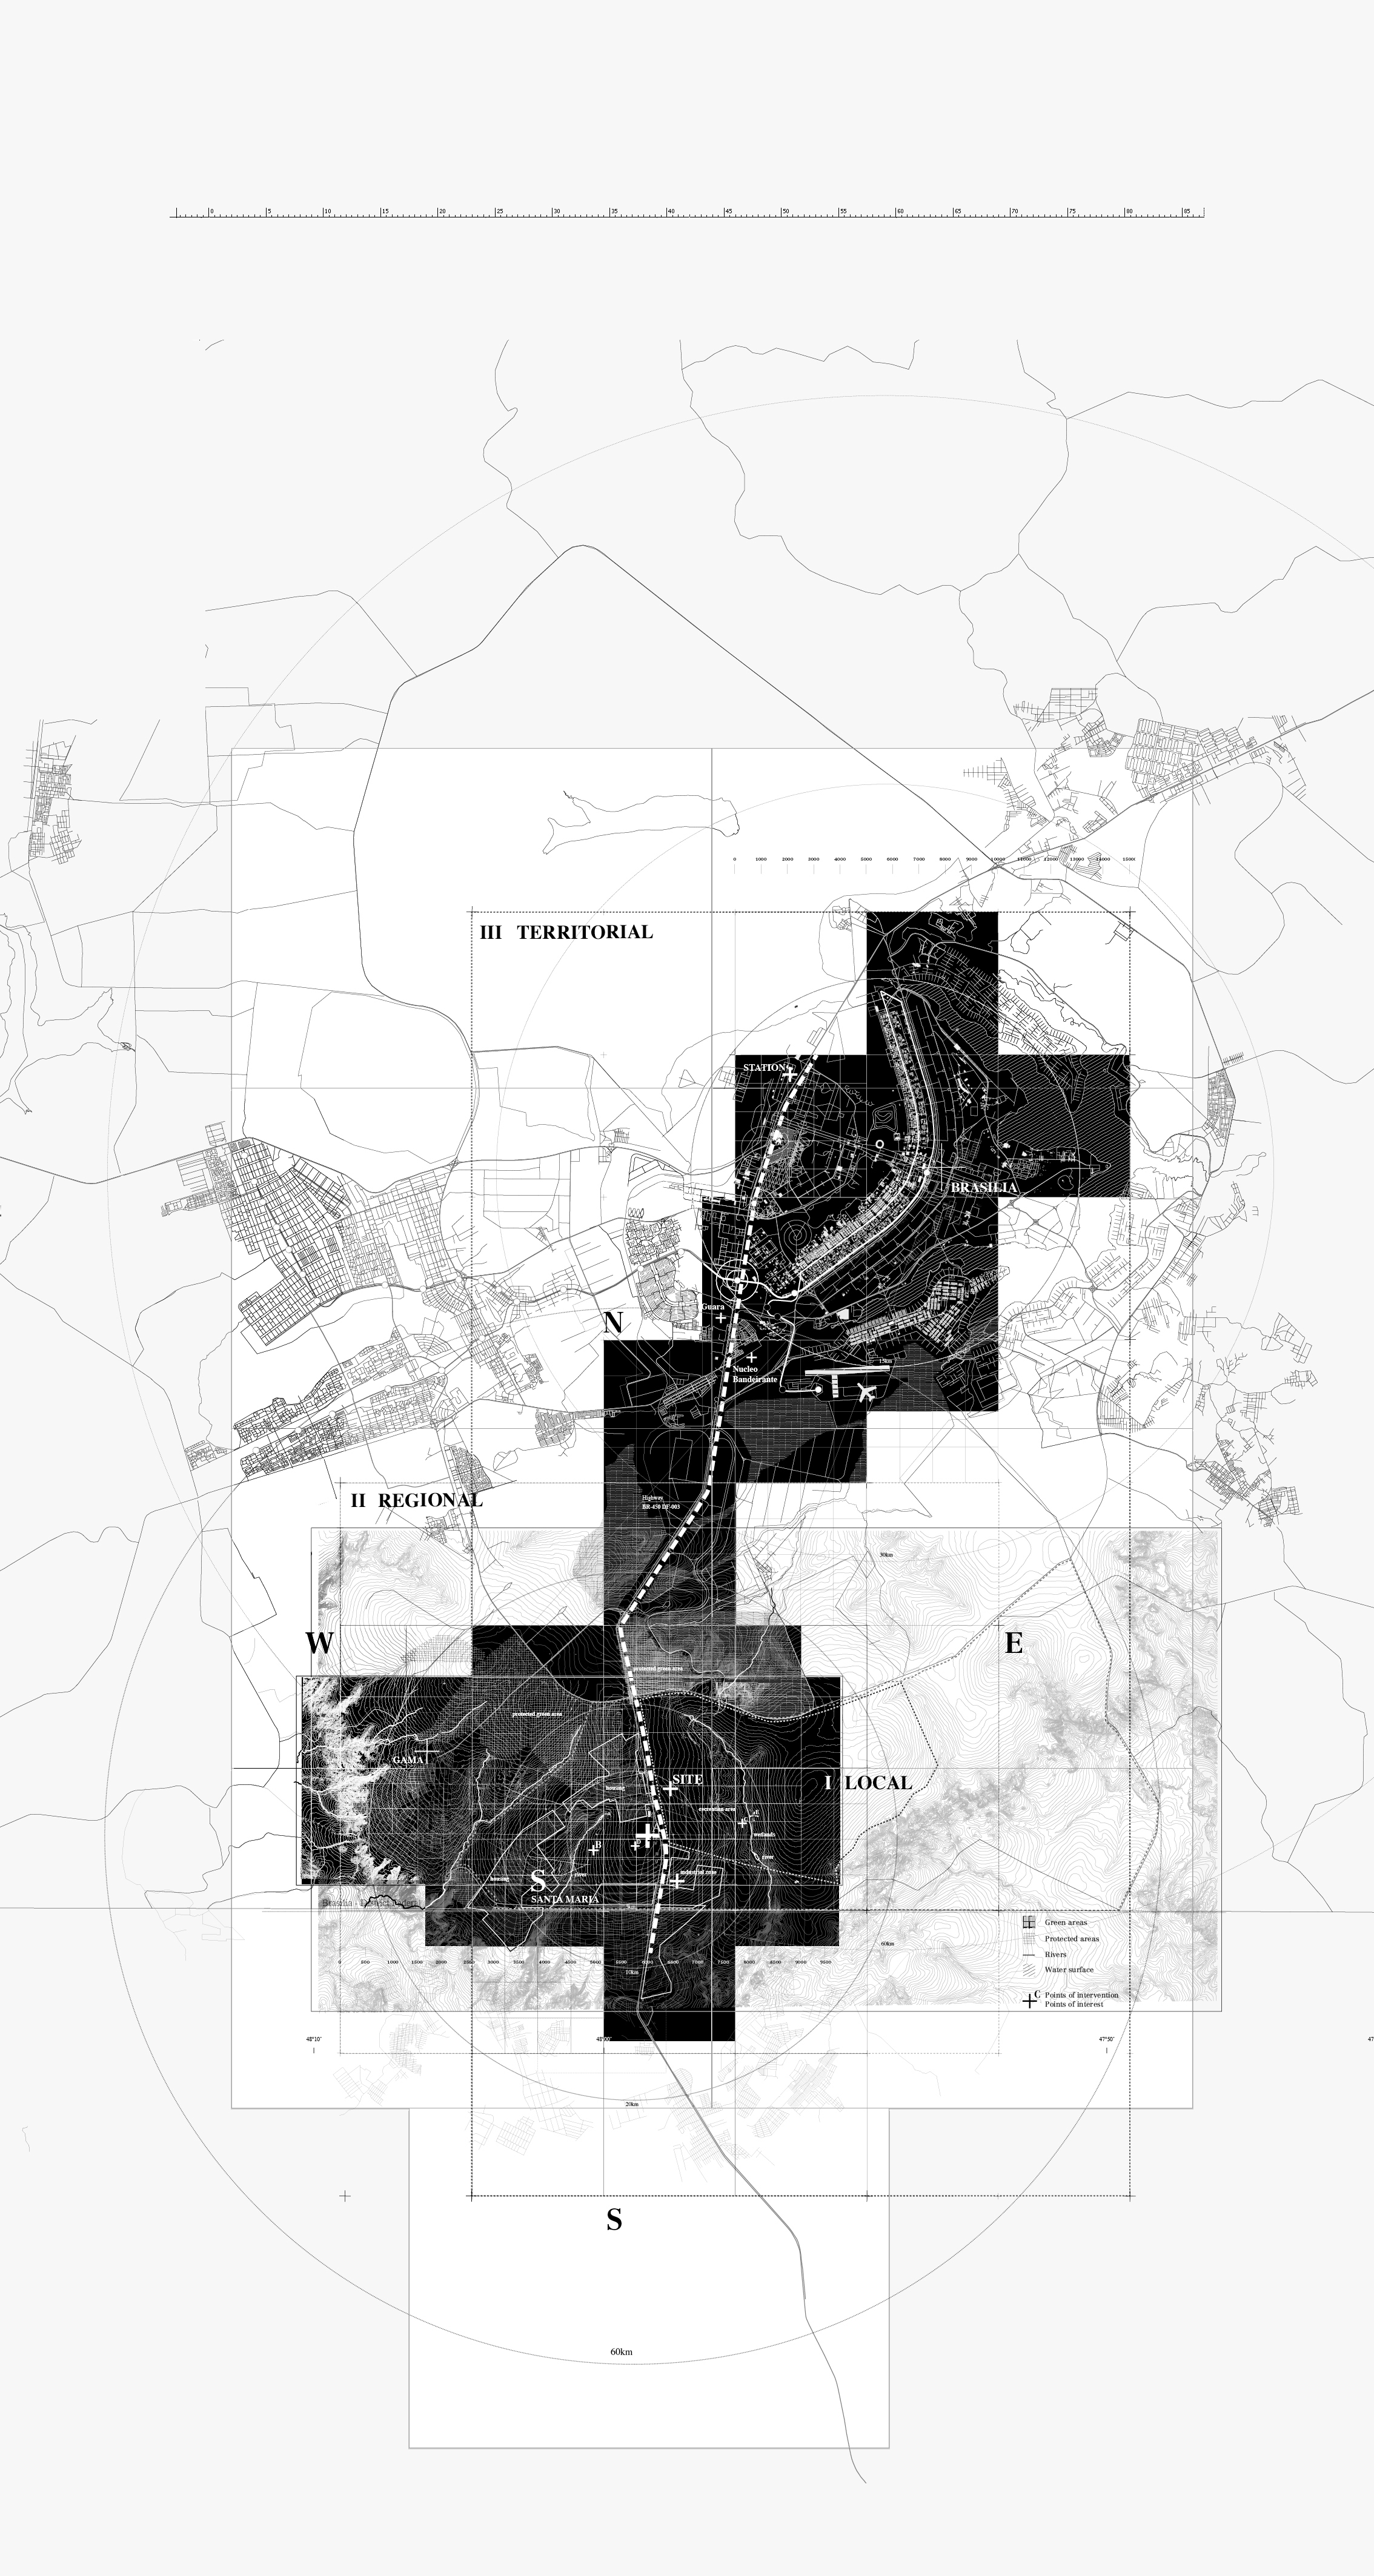 0 5 10 15 20 25 30 35 40 45 50 55 60 65 70 75 80 85
0 1000 2000 3000 4000 5000 6000 7000 8000 9000 10000 11000 12000 13000 14000
III TERRITORIAL
STATION
BRASILIA
Guara
N
15km
Nucleo
Bandeirante
II REGIONAL
Highway
BR-450 DF-003
30km
W
E
protected green area
protected green area
GAMA
SITE
I LOCAL
housing
recreation area
wetlands
B
river
industrial zone
housing
S
river
SANTA MARIA
Brasilia - District
Green areas
Protected areas
Rivers
Water surface
C Points of intervention
Points of interest
60km
0 500 1000 1500 2000 2500 3000 3500 4000 4500 5000 5500 6000 6500 7000 7500 8000 8500 9000 9500
10km
48°10'
48°00'
47°50'
20km
S
60km